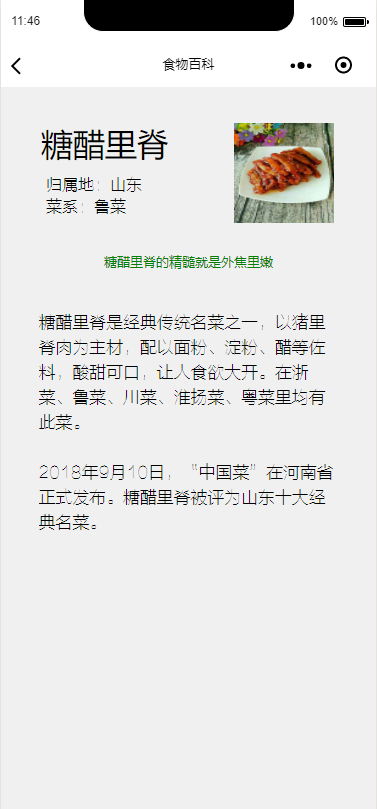 11:46
100%
食物百科
糖醋里脊
归属地：山东
菜系：鲁菜
糖醋里脊的精髓就是外焦里嫩
糖醋里脊是经典传统名菜之一，以猪里
脊肉为主材，配以面粉、淀粉、醋等佐
料，酸甜可口，让人食欲大开。在浙
菜、鲁菜、川菜、淮扬菜、粤菜里均有
此菜。
2018年9月10日，“中国菜”在河南省
正式发布。糖醋里脊被评为山东十大经
典名菜。